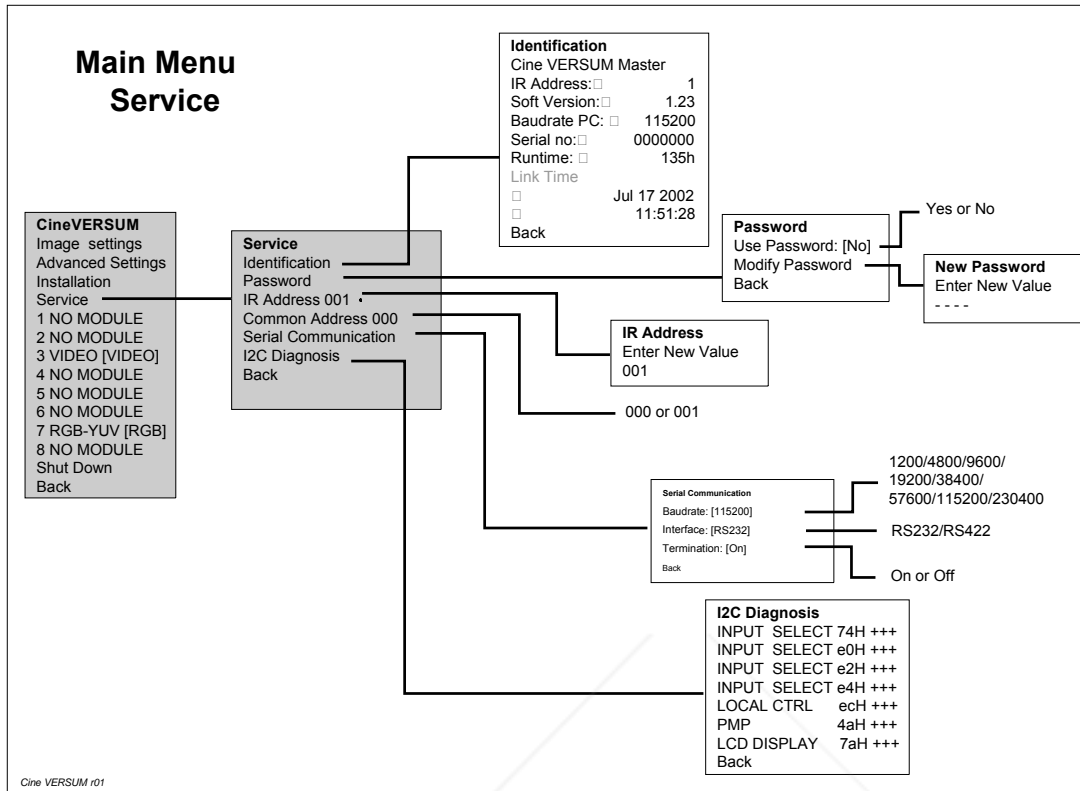 Main Menu
Service
Identification
Cine VERSUM Master
IR Address:□ 1
Soft Version:□ 1.23
Baudrate PC: □ 115200
Serial no:□ 0000000
Runtime: □ 135h
Link Time
□ Jul 17 2002
□ 11:51:28
Back
CineVERSUM
Image settings
Advanced Settings
Installation
Service
1 NO MODULE
2 NO MODULE
3 VIDEO [VIDEO]
4 NO MODULE
5 NO MODULE
6 NO MODULE
7 RGB-YUV [RGB]
8 NO MODULE
Shut Down
Back
Service
Identification
Password
IR Address 001
Common Address 000
Serial Communication
I2C Diagnosis
Back
Password
Use Password: [No]
Modify Password
Back
Yes or No
New Password
Enter New Value
- - - -
IR Address
Enter New Value
001
000 or 001
Serial Communication
Baudrate: [115200]
Interface: [RS232]
Termination: [On]
Back
1200/4800/9600/
19200/38400/
57600/115200/230400
RS232/RS422
On or Off
I2C Diagnosis
INPUT SELECT 74H +++
INPUT SELECT e0H +++
INPUT SELECT e2H +++
INPUT SELECT e4H +++
LOCAL CTRL ecH +++
PMP 4aH +++
LCD DISPLAY 7aH +++
Back
Cine VERSUM r01